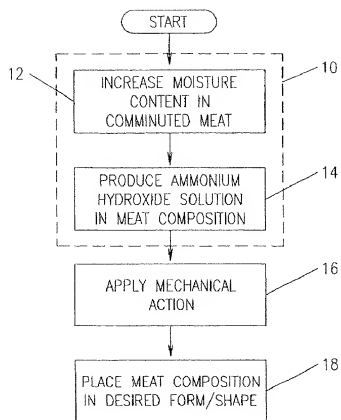 START
10
12
INCREASE MOISTURE
CONTENT IN
COMMINUTED MEAT
14
PRODUCE AMMONIUM
HYDROXIDE SOLUTION
IN MEAT COMPOSITION
16
APPLY MECHANICAL
ACTION
18
PLACE MEAT COMPOSITION
IN DESIRED FORM/SHAPE